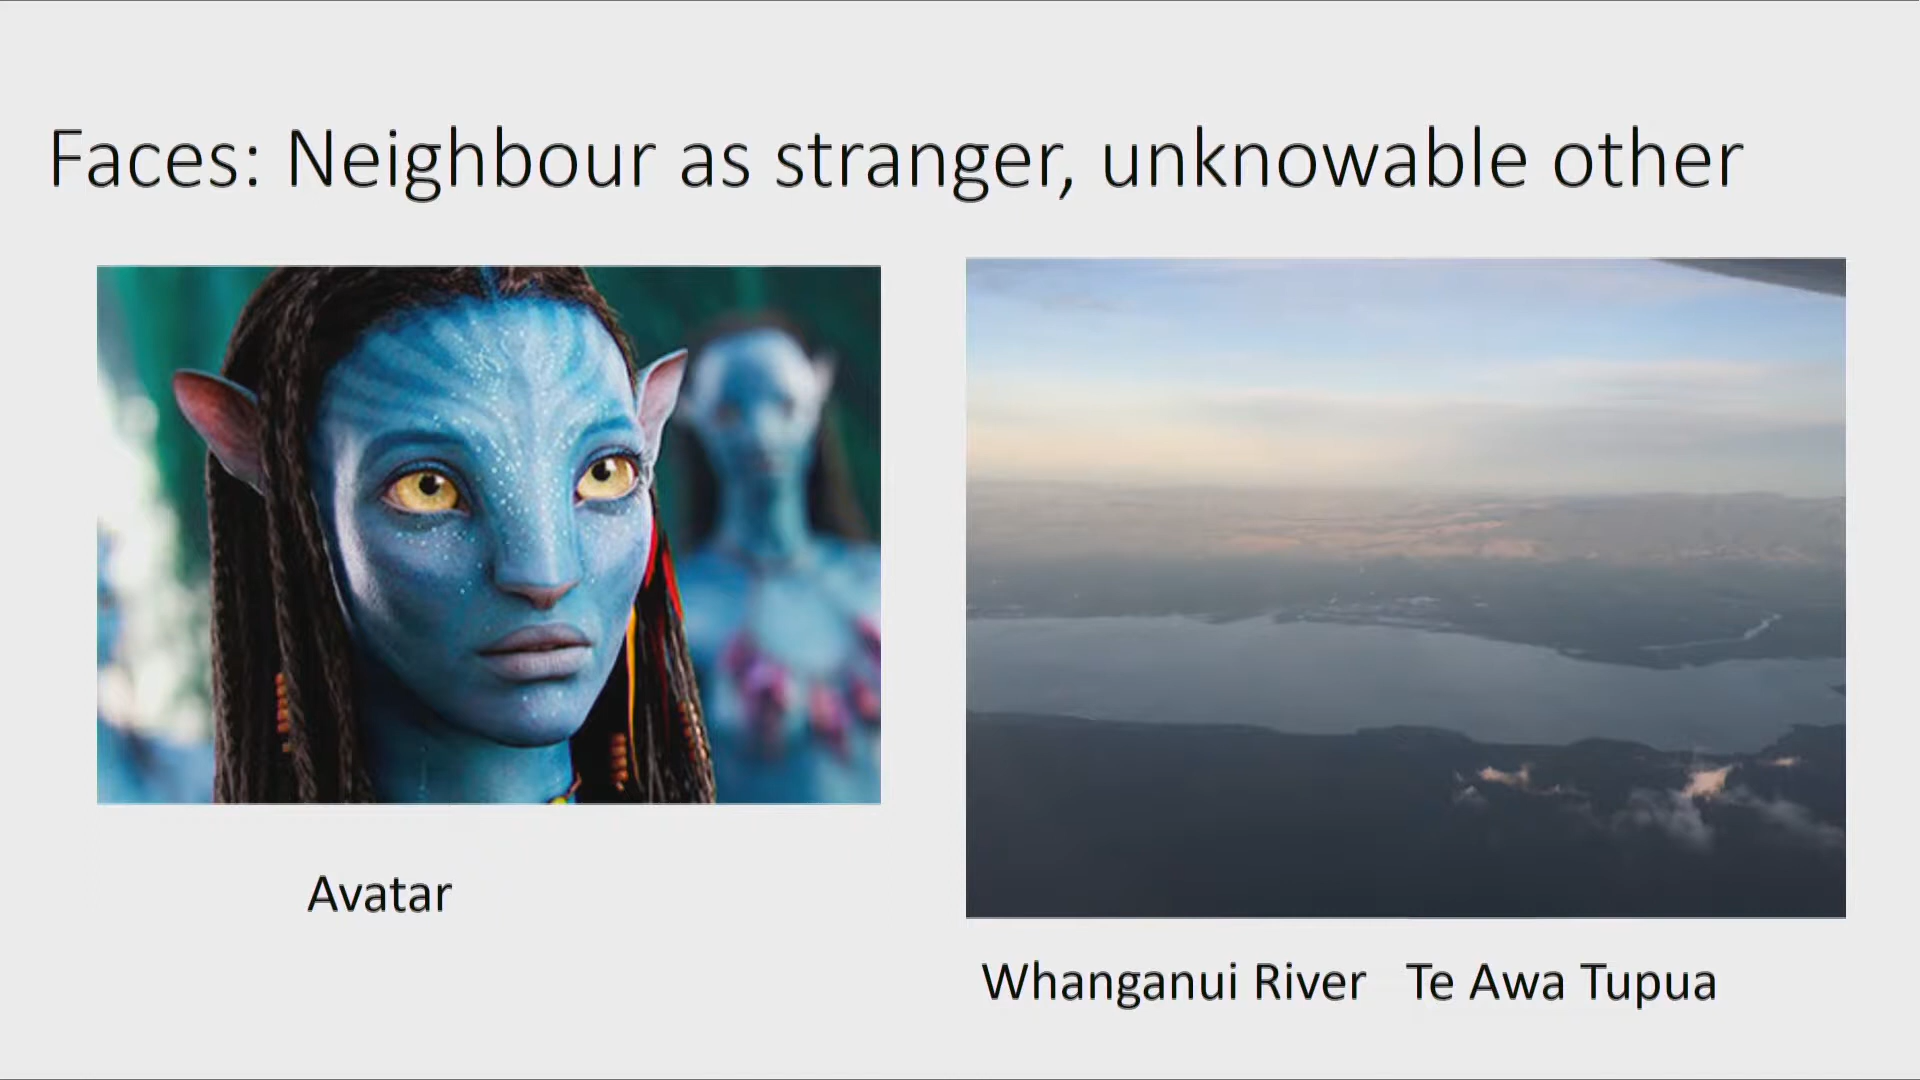 Faces: Neighbour as stranger, unknowable other
Avatar
Whanganui River Te Awa Tupua